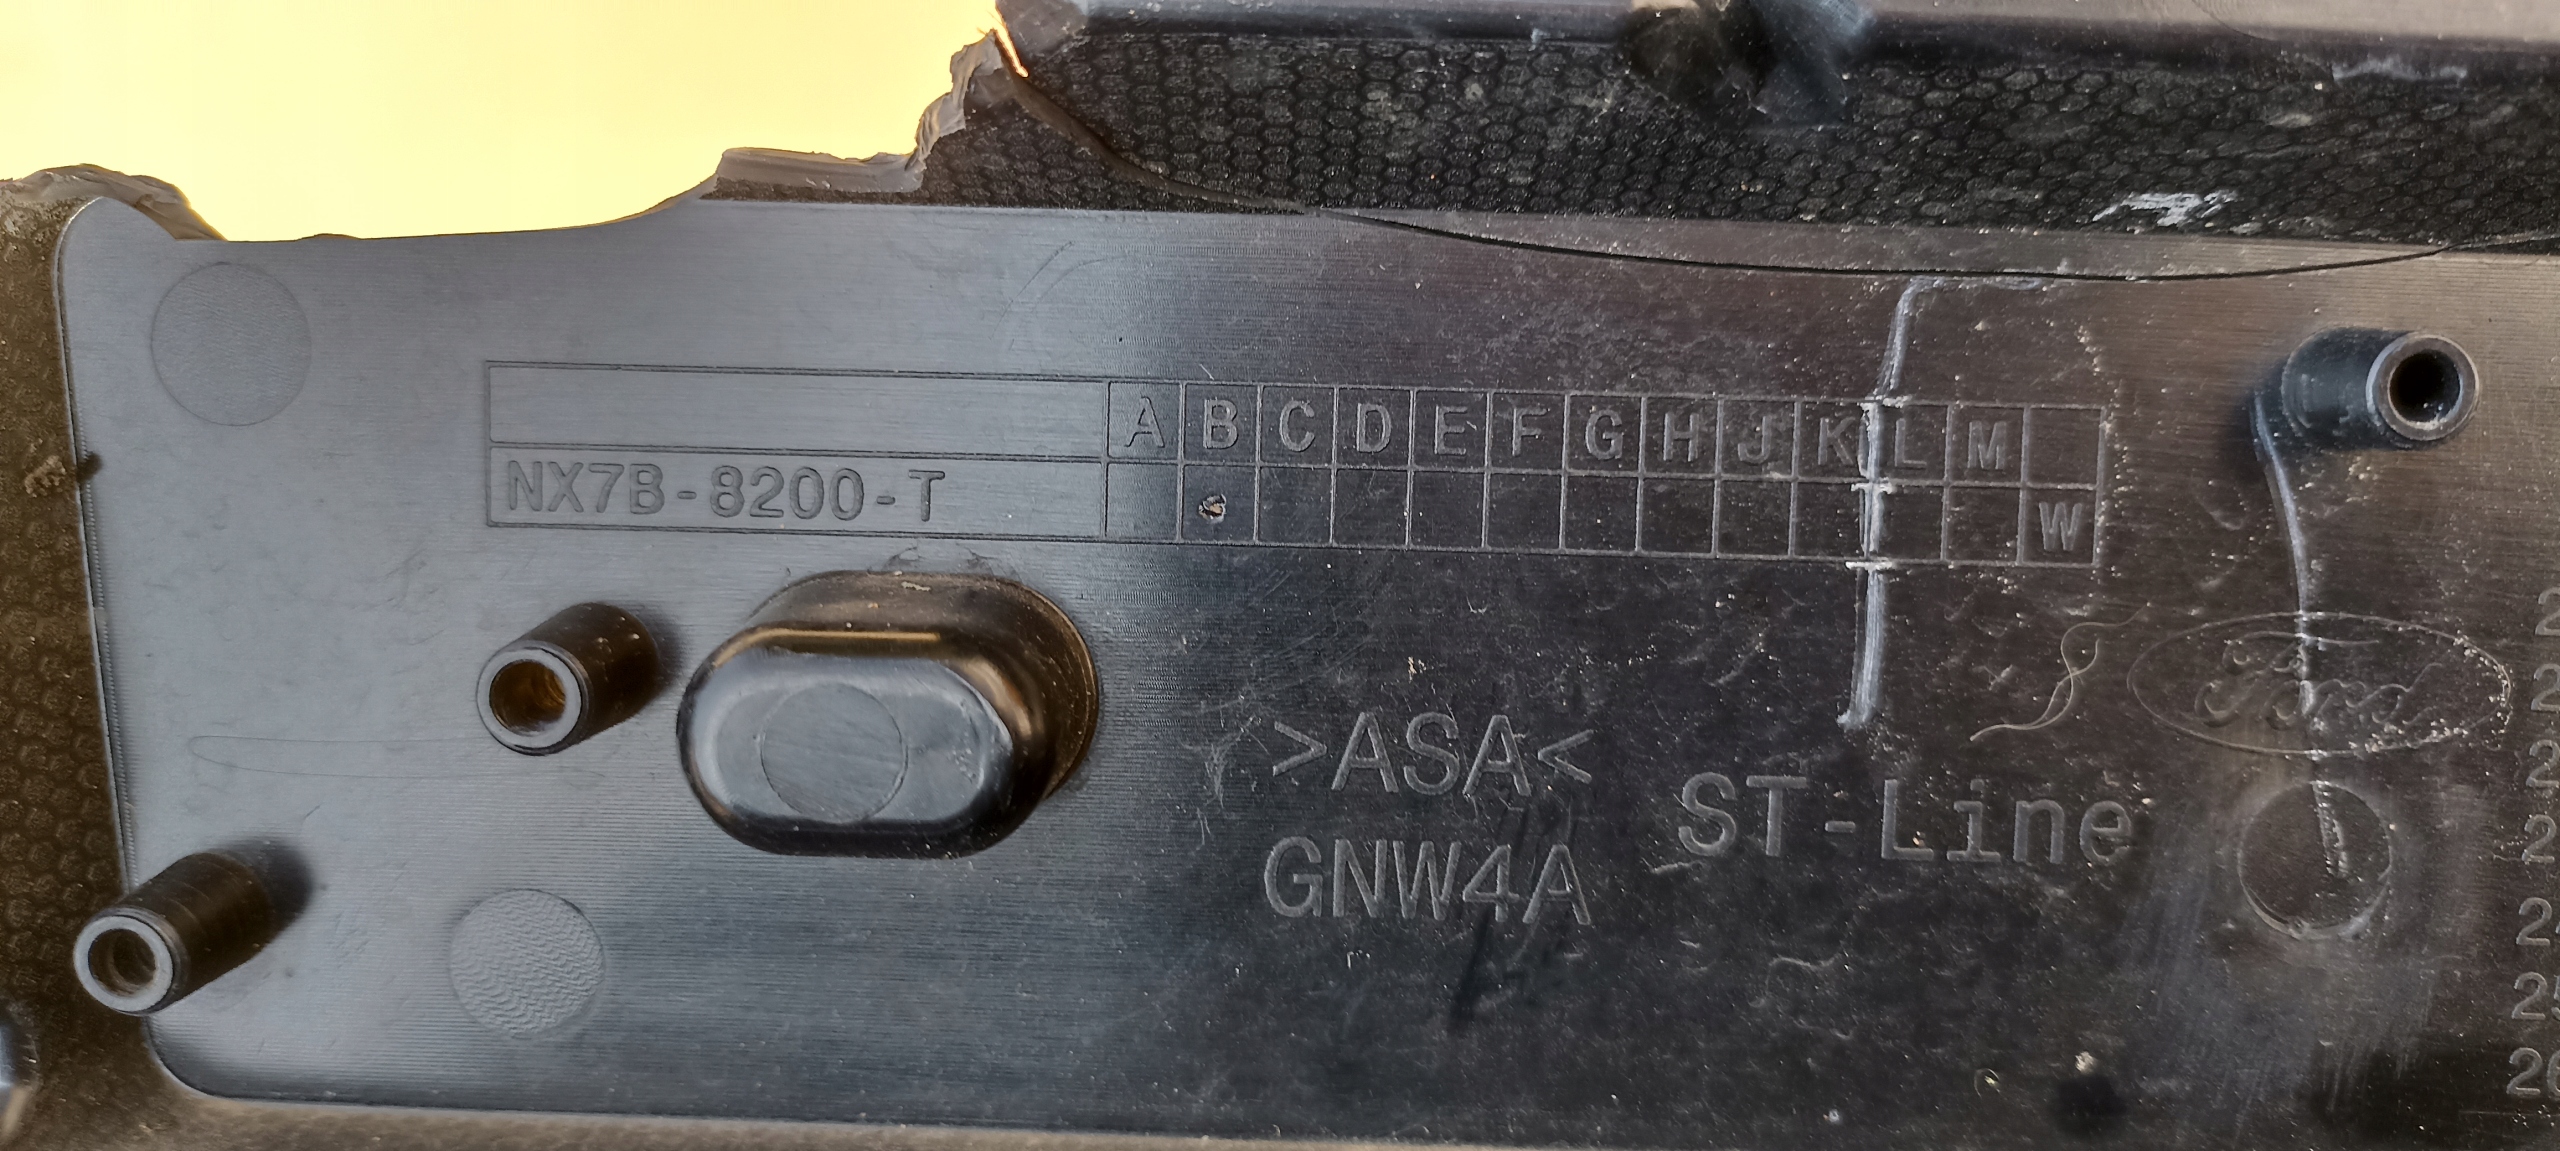 A B C D E F G H J K L M
NX7B-8200-T W
>ASA<
GNW4A
ST-Line
Ford